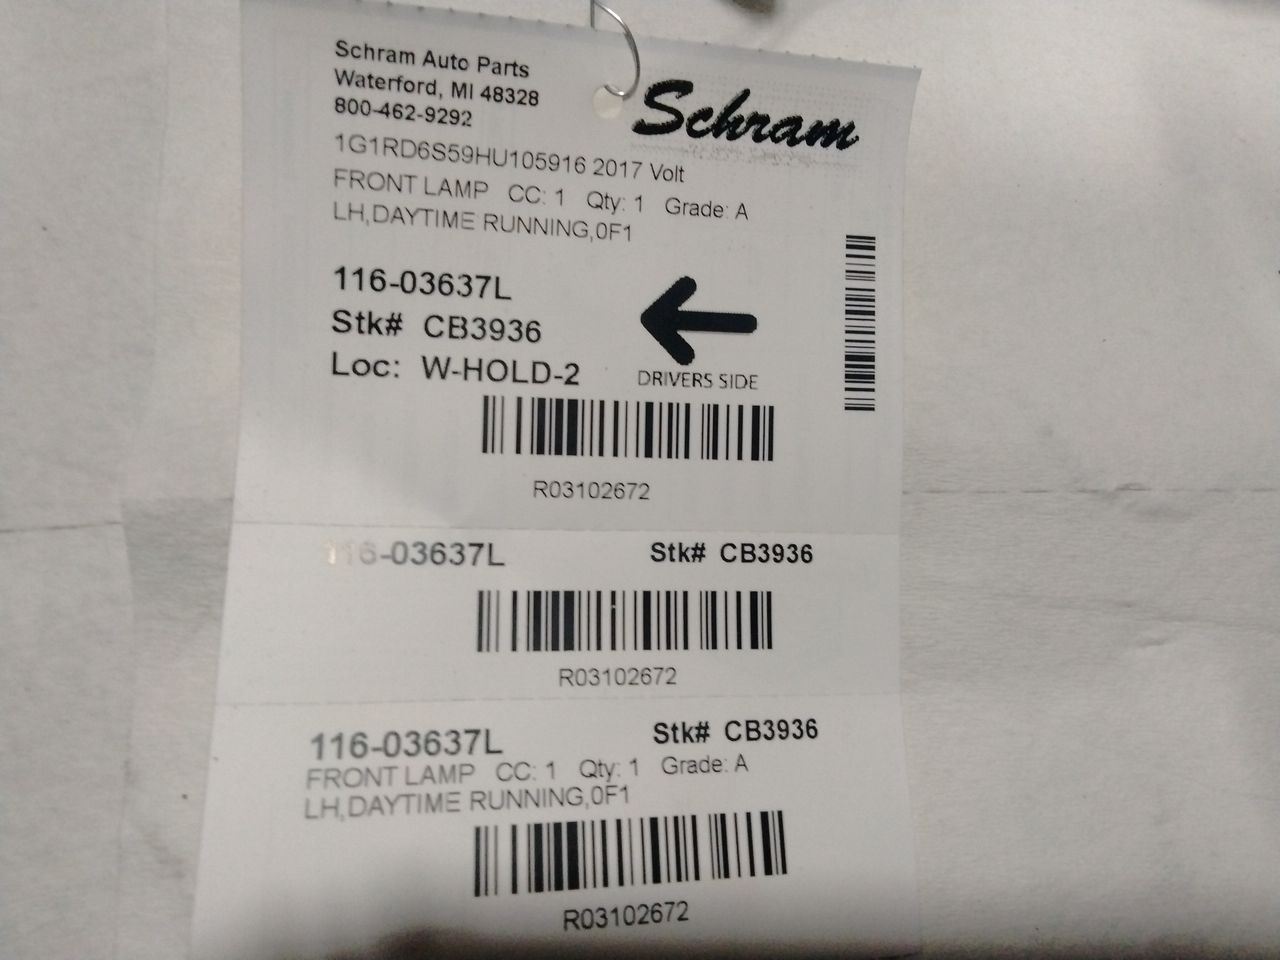 Schram Auto Parts
Waterford, MI 48328
800-462-9292
Schram
1G1RD6S59HU105916 2017 Volt
FRONT LAMP CC: 1 Qty: 1 Grade: A
LH,DAYTIME RUNNING,0F1
116-03637L
Stk# CB3936
Loc: W-HOLD-2
DRIVERS SIDE
R03102672
116-03637L Stk# CB3936
R03102672
116-03637L Stk# CB3936
FRONT LAMP CC: 1 Qty: 1 Grade: A
LH,DAYTIME RUNNING,0F1
R03102672